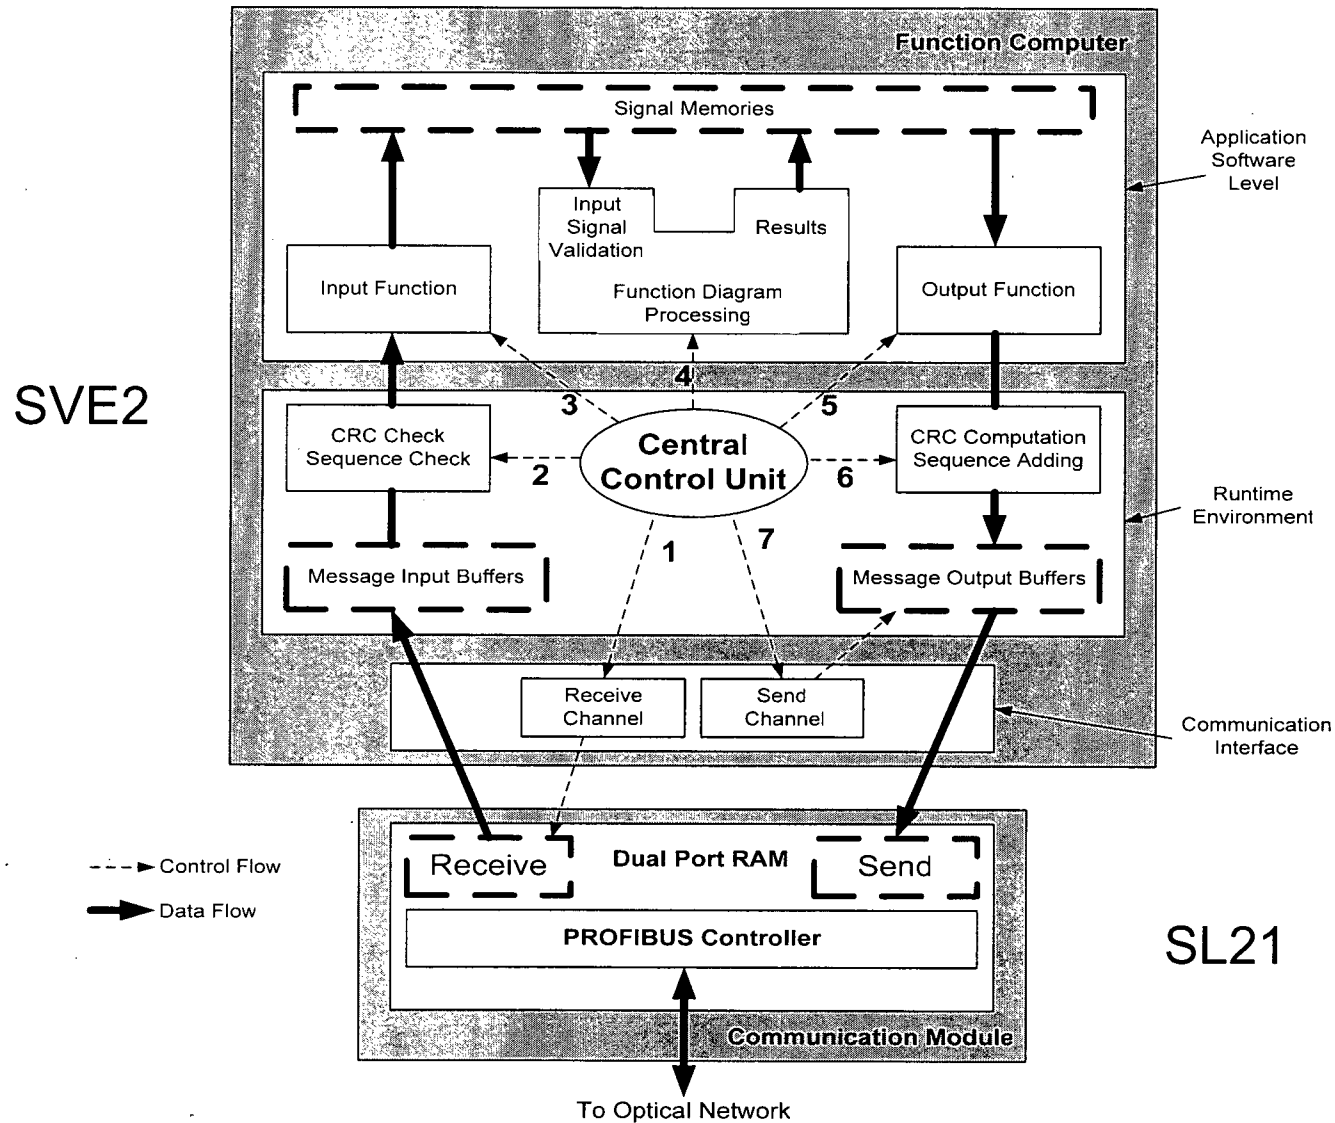 Function Computer
Signal Memories
Application
Software
Level
Input
Signal
Validation
Results
Input Function
Function Diagram
Processing
Output Function
SVE2
4
3
5
CRC Check
Sequence Check
Central
Control Unit
CRC Computation
Sequence Adding
2
6
Runtime
Environment
1
7
Message Input Buffers
Message Output Buffers
Receive
Channel
Send
Channel
Communication
Interface
Receive
Dual Port RAM
Send
Control Flow
Data Flow
PROFIBUS Controller
SL21
Communication Module
To Optical Network